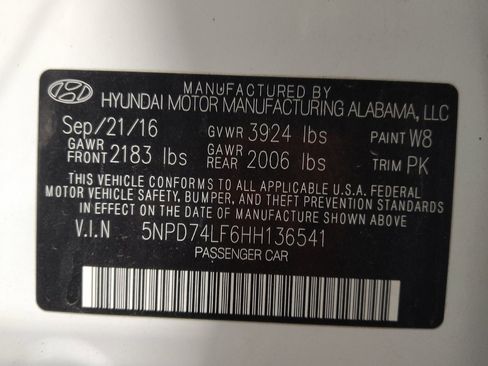 MANUFACTURED BY
HYUNDAI MOTOR MANUFACTURING ALABAMA, LLC
Sep/21/16 GVWR 3924 lbs PAINT W8
GAWR FRONT 2183 lbs GAWR REAR 2006 lbs TRIM PK
THIS VEHICLE CONFORMS TO ALL APPLICABLE U.S.A. FEDERAL
MOTOR VEHICLE SAFETY, BUMPER, AND THEFT PREVENTION STANDARDS
IN EFFECT ON THE DATE OF MANUFACTURE SHOWN ABOVE.
V.I.N 5NPD74LF6HH136541
PASSENGER CAR